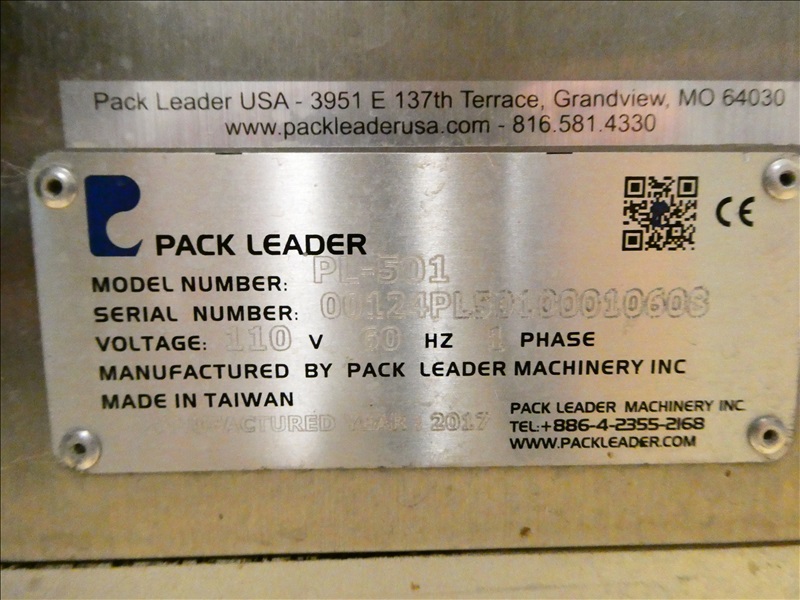 Pack Leader USA - 3951 E 137th Terrace, Grandview, MO 64030
www.packleaderusa.com - 816.581.4330
CE
PACK LEADER
MODEL NUMBER: PL-501
SERIAL NUMBER:
VOLTAGE: 110 V 60 HZ 1 PHASE
MANUFACTURED BY PACK LEADER MACHINERY INC
MADE IN TAIWAN
YEAR: 2017
PACK LEADER MACHINERY INC.
TEL:+886-4-2355-2168
WWW.PACKLEADER.COM